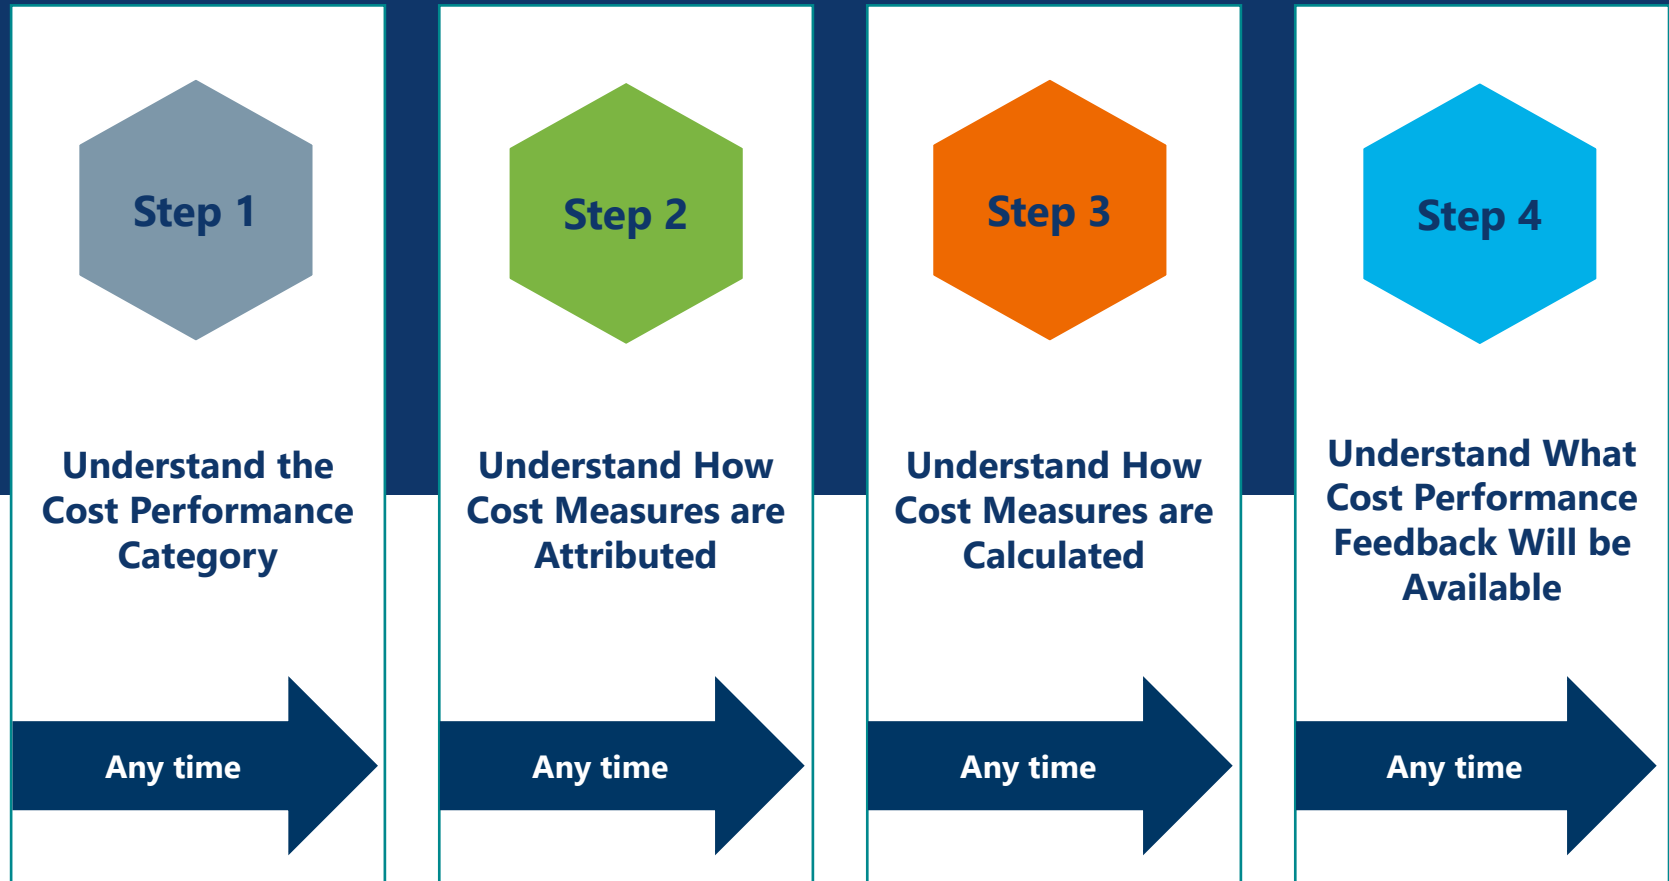 Step 1
Understand the
Cost Performance
Category
Any time
Step 2
Understand How
Cost Measures are
Attributed
Any time
Step 3
Understand How
Cost Measures are
Calculated
Any time
Step 4
Understand What
Cost Performance
Feedback Will be
Available
Any time